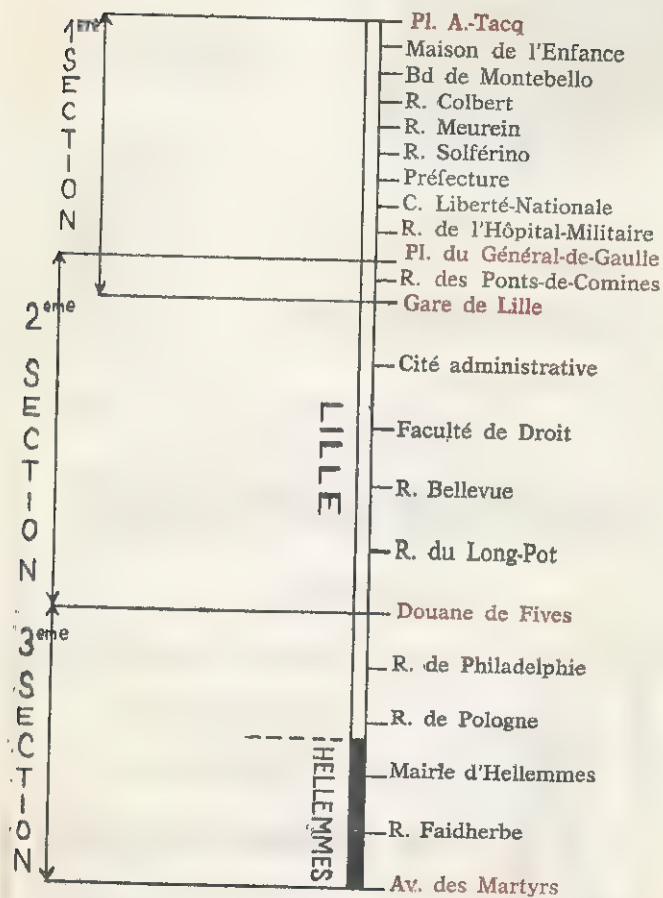 1ère SECTION
Pl. A.-Tacq
Maison de l'Enfance
Bd de Montebello
R. Colbert
R. Meurein
R. Solférino
Préfecture
C. Liberté-Nationale
R. de l'Hôpital-Militaire
Pl. du Général-de-Gaulle
R. des Ponts-de-Comines
Gare de Lille
2ème SECTION
LILLE
Cité administrative
Faculté de Droit
R. Bellevue
R. du Long-Pot
Douane de Fives
3ème SECTION
R. de Philadelphie
R. de Pologne
HELLEMMES
Mairie d'Hellemmes
R. Faidherbe
Av. des Martyrs